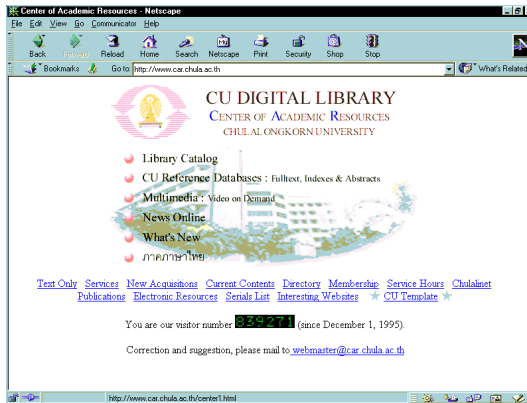 Center of Academic Resources - Netscape
File Edit View Go Communicator Help
Back Forward Reload Home Search Netscape Print Security Shop Stop
Bookmarks Go to: http://www.car.chula.ac.th What's Related
CU DIGITAL LIBRARY
CENTER OF ACADEMIC RESOURCES
CHULALONGKORN UNIVERSITY
Library Catalog
CU Reference Databases : Fulltext, Indexes & Abstracts
Multimedia : Video on Demand
News Online
What's New
ภาคภาษาไทย
Text Only Services New Acquisitions Current Contents Directory Membership Service Hours Chulalinet
Publications Electronic Resources Serials List Interesting Websites CU Template
You are our visitor number 839271 (since December 1, 1995).
Correction and suggestion, please mail to webmaster@car.chula.ac.th
http://www.car.chula.ac.th/center1.html